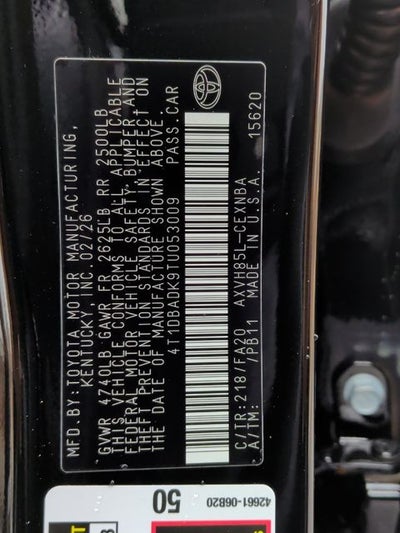 MFD.BY:TOYOTA MOTOR MANUFACTURING,
KENTUCKY, INC. 02/26
GVWR 4740LB GAWR FR 2625LB RR 2500LB
THIS VEHICLE CONFORMS TO ALL APPLICABLE
FEDERAL MOTOR VEHICLE SAFETY, BUMPER AND
THEFT PREVENTION STANDARDS IN EFFECT ON
THE DATE OF MANUFACTURE SHOWN ABOVE.
4T1DBADK9TU053009 PASS.CAR
C/TR:218/FA20 AXVH85L-CEXNBA
A/TM: /PB11 MADE IN U.S.A. 15620
42661-06B20
50